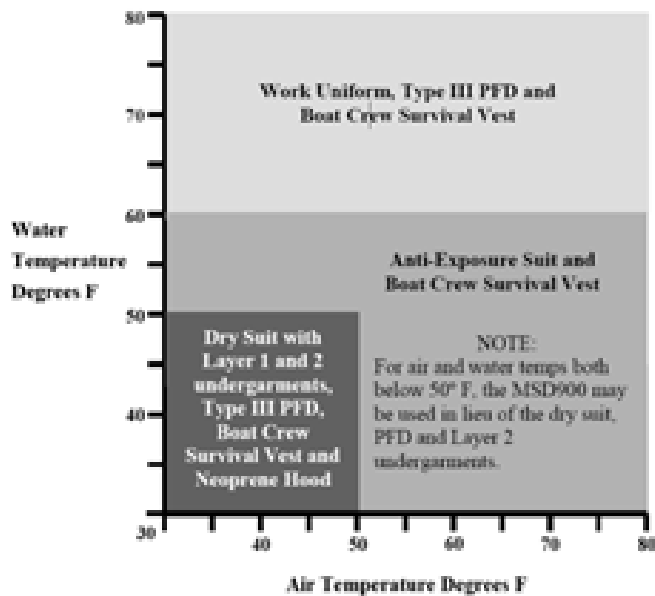 80
Work Uniform, Type III PFD and
Boat Crew Survival Vest
70
60
Water
Temperature
Degrees F
Anti-Exposure Suit and
Boat Crew Survival Vest
50
Dry Suit with
Layer 1 and 2
undergarments,
Type III PFD,
Boat Crew
Survival Vest and
Neoprene Hood
NOTE:
For air and water temps both
below 50º F, the MSD900 may
be used in lieu of the dry suit,
PFD and Layer 2
undergarments.
40
30
40
50
60
70
80
Air Temperature Degrees F